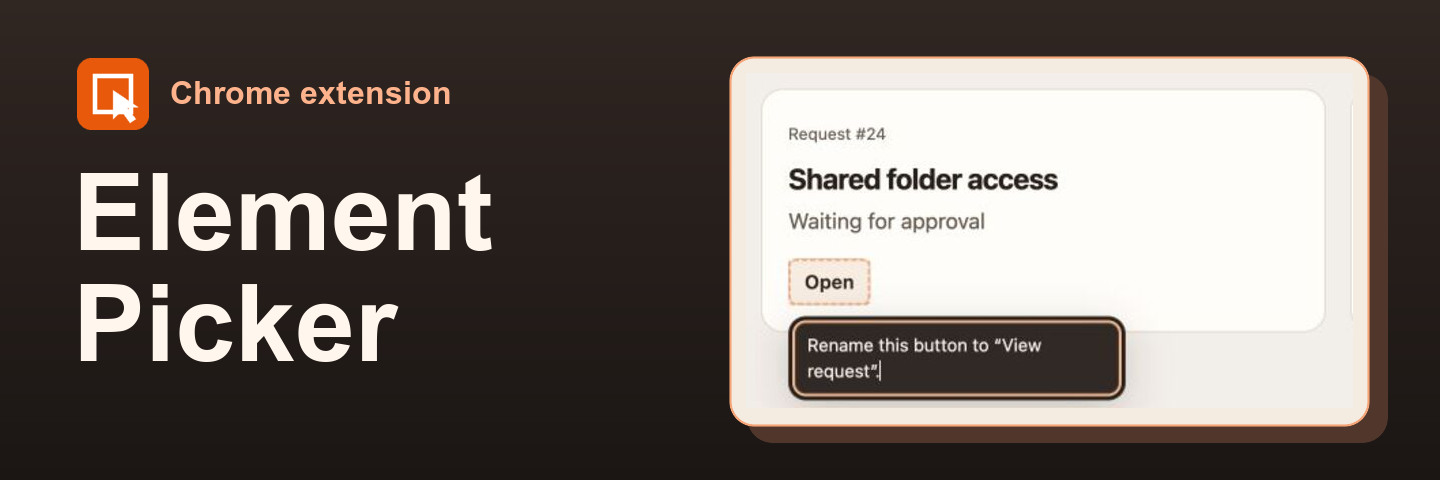 Chrome extension
Element
Picker
Request #24
Shared folder access
Waiting for approval
Open
Rename this button to “View
request”.